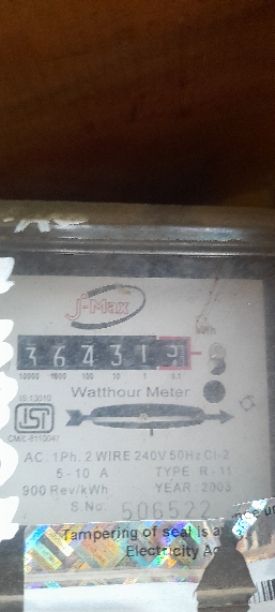 J-Max
kWh
3 6 4 3 1
10000 1000 100 10 1 0.1
Watthour Meter
IS 13010
ISI
CM/L-8110047
AC. 1Ph. 2 WIRE 240V 50Hz Cl-2
5-10 A TYPE R-11
900 Rev/kWh YEAR: 2003
S.No. 506522
Tampering of seal is a
Electricity Ac